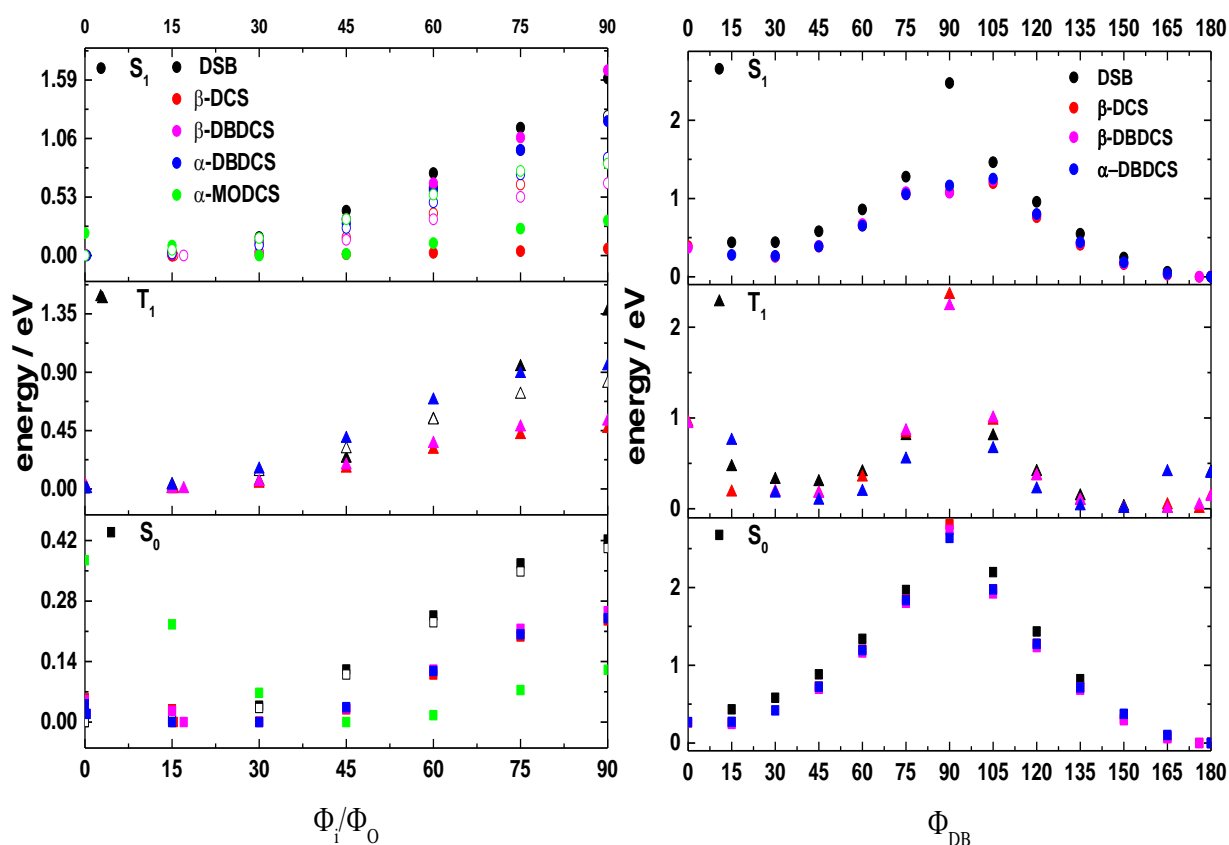 0 15 30 45 60 75 90
S1
DSB
β-DCS
β-DBDCS
α-DBDCS
α-MODCS
1.59
1.06
0.53
0.00
T1
1.35
0.90
0.45
0.00
S0
0.42
0.28
0.14
0.00
energy / eV
0 15 30 45 60 75 90
Φi/ΦO
0 15 30 45 60 75 90 105 120 135 150 165 180
S1
DSB
β-DCS
β-DBDCS
α–DBDCS
2
1
0
T1
2
1
0
S0
2
1
0
energy / eV
0 15 30 45 60 75 90 105 120 135 150 165 180
ΦDB